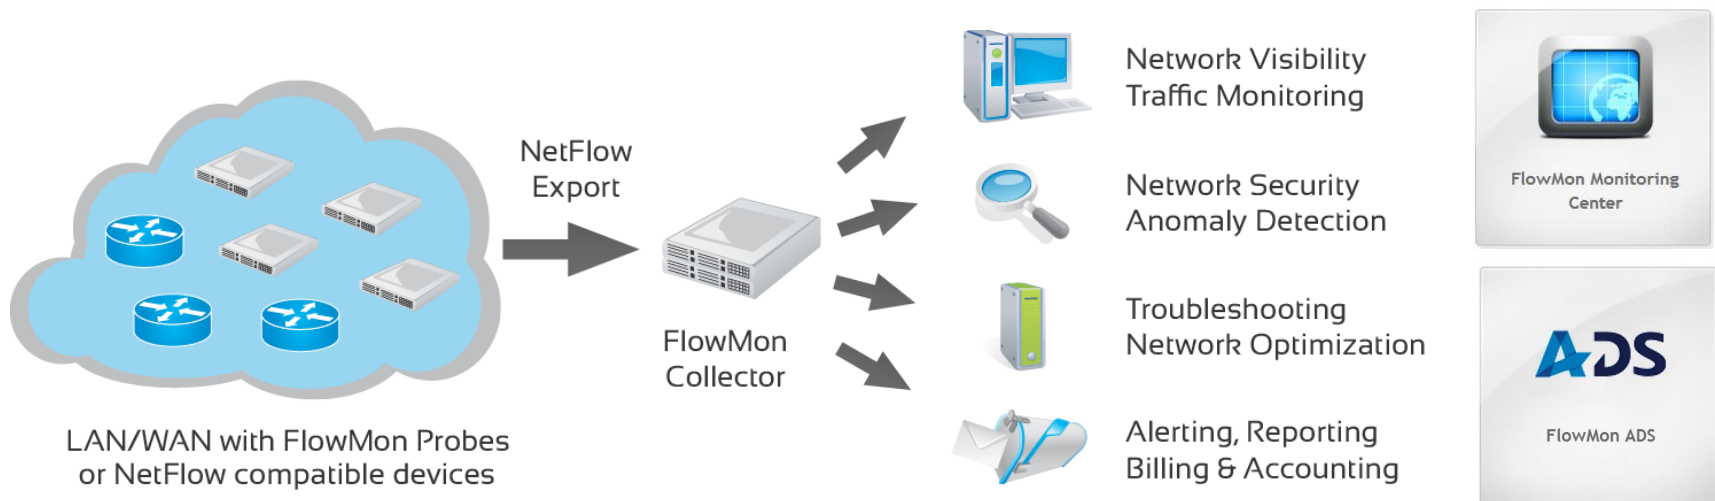 NetFlow
Export
FlowMon
Collector
LAN/WAN with FlowMon Probes
or NetFlow compatible devices
Network Visibility
Traffic Monitoring
Network Security
Anomaly Detection
Troubleshooting
Network Optimization
Alerting, Reporting
Billing & Accounting
FlowMon Monitoring
Center
ADS
FlowMon ADS